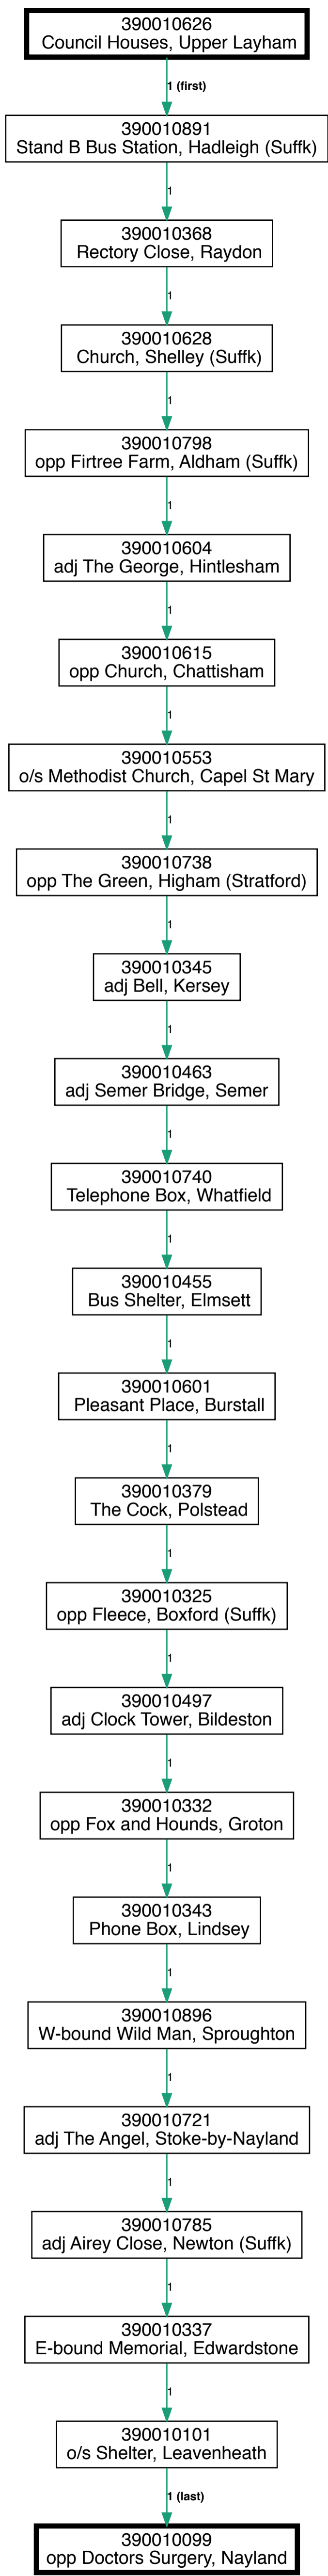 390010626
Council Houses, Upper Layham
1 (first)
390010891
Stand B Bus Station, Hadleigh (Suffk)
1
390010368
Rectory Close, Raydon
1
390010628
Church, Shelley (Suffk)
1
390010798
opp Firtree Farm, Aldham (Suffk)
1
390010604
adj The George, Hintlesham
1
390010615
opp Church, Chattisham
1
390010553
o/s Methodist Church, Capel St Mary
1
390010738
opp The Green, Higham (Stratford)
1
390010345
adj Bell, Kersey
1
390010463
adj Semer Bridge, Semer
1
390010740
Telephone Box, Whatfield
1
390010455
Bus Shelter, Elmsett
1
390010601
Pleasant Place, Burstall
1
390010379
The Cock, Polstead
1
390010325
opp Fleece, Boxford (Suffk)
1
390010497
adj Clock Tower, Bildeston
1
390010332
opp Fox and Hounds, Groton
1
390010343
Phone Box, Lindsey
1
390010896
W-bound Wild Man, Sproughton
1
390010721
adj The Angel, Stoke-by-Nayland
1
390010785
adj Airey Close, Newton (Suffk)
1
390010337
E-bound Memorial, Edwardstone
1
390010101
o/s Shelter, Leavenheath
1 (last)
390010099
opp Doctors Surgery, Nayland